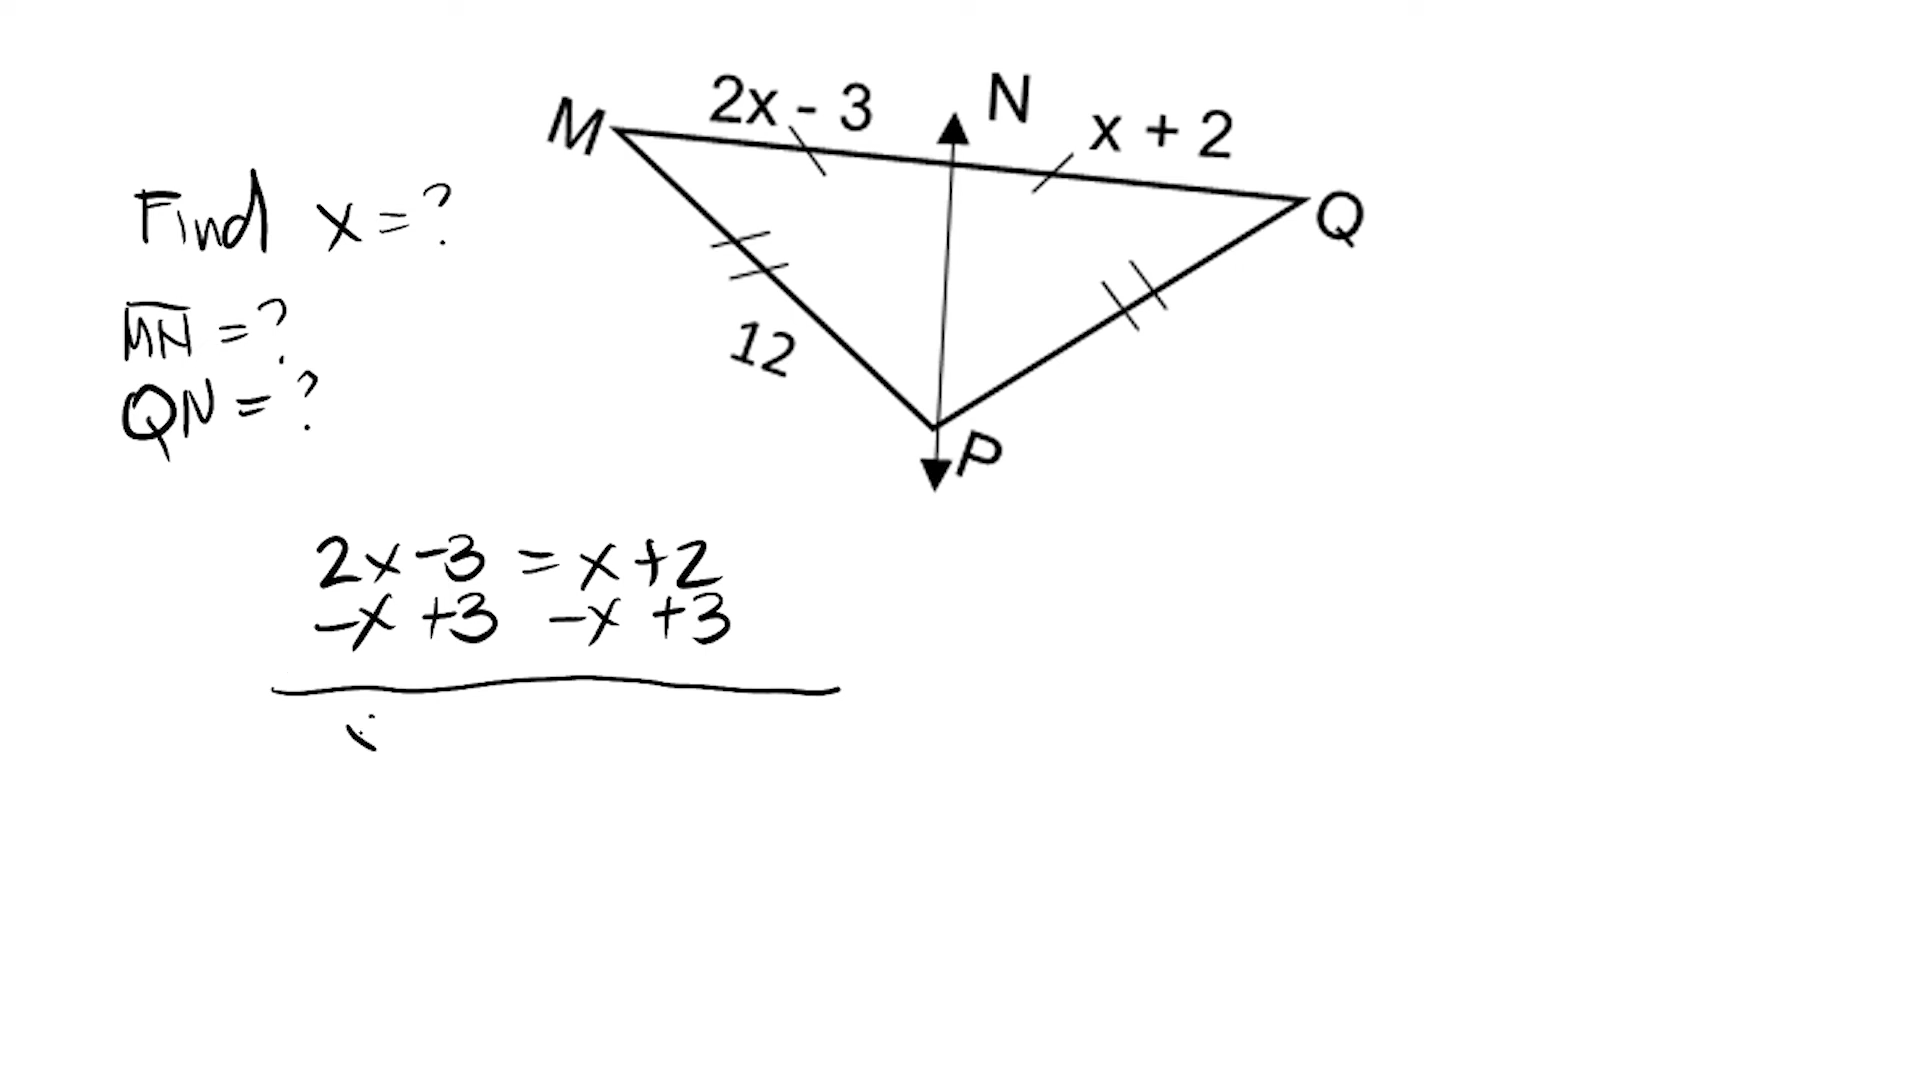 M
2x - 3
N
x + 2
Q
12
P
Find x = ?
MN = ?
QN = ?
2x - 3 = x + 2
-x +3 -x +3